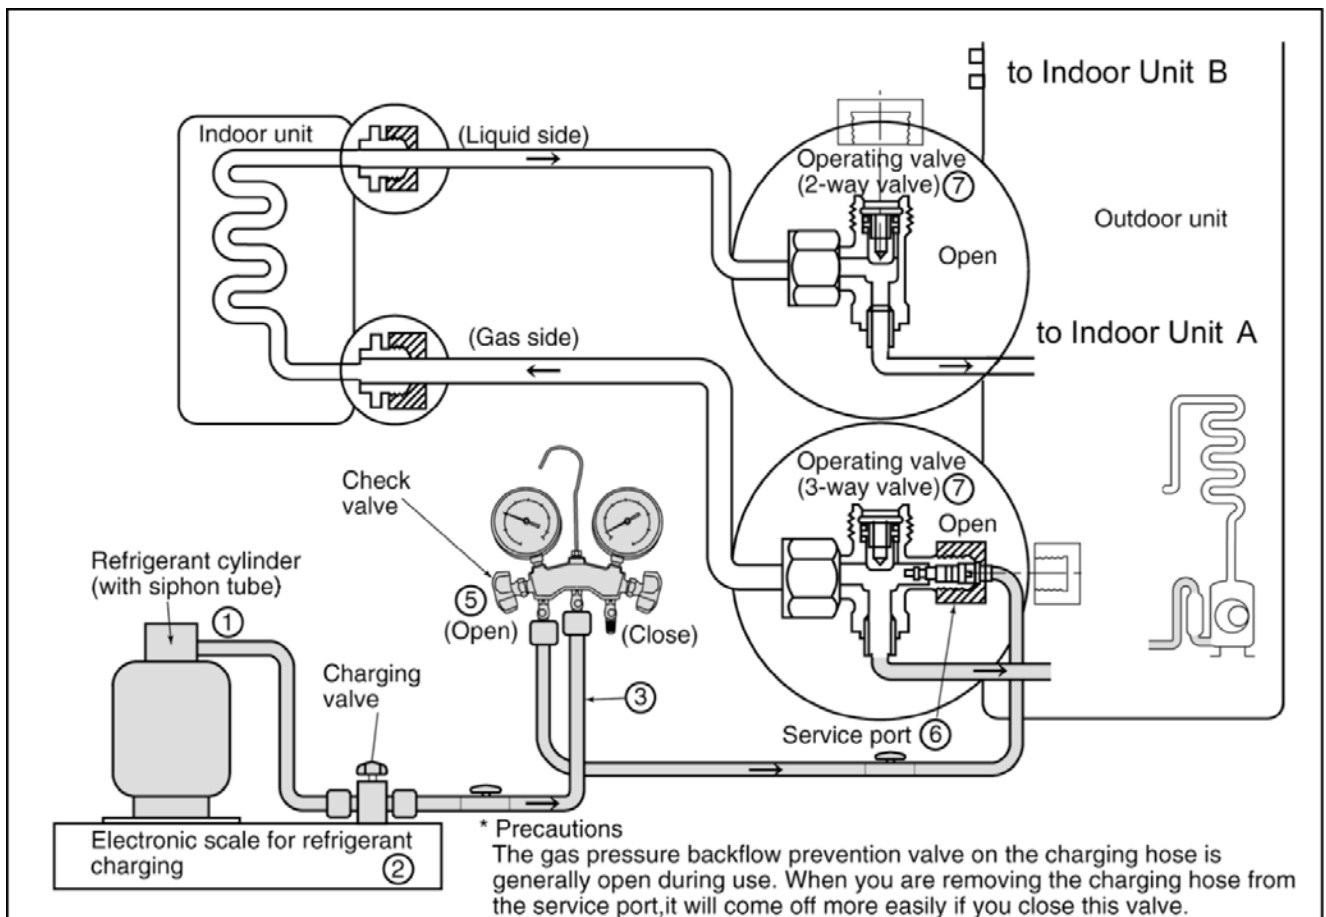 to Indoor Unit B
Indoor unit
(Liquid side)
Operating valve
(2-way valve) ⑦
Outdoor unit
Open
(Gas side)
to Indoor Unit A
Operating valve
(3-way valve) ⑦
Open
Check
valve
Refrigerant cylinder
(with siphon tube)
⑤
(Open)
(Close)
①
Charging
valve
③
Service port ⑥
Electronic scale for refrigerant
charging ②
* Precautions
The gas pressure backflow prevention valve on the charging hose is
generally open during use. When you are removing the charging hose from
the service port,it will come off more easily if you close this valve.